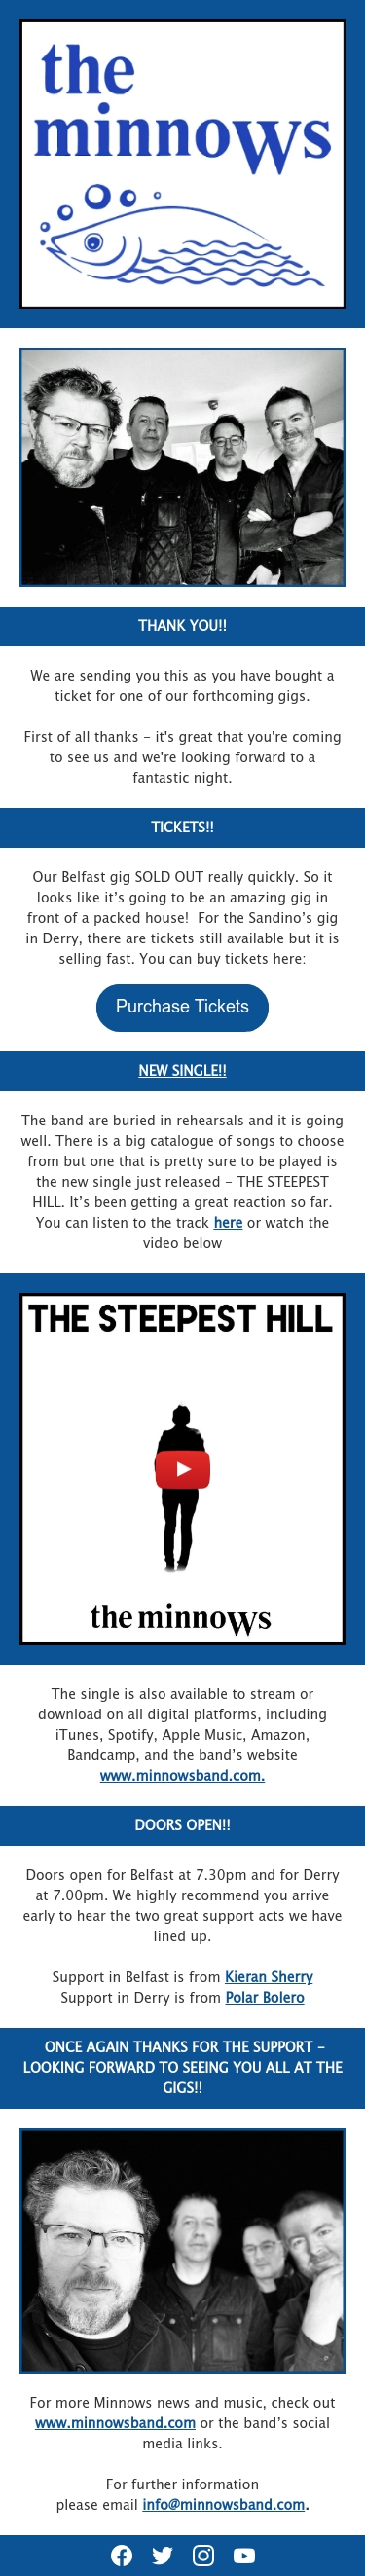 the
minnows
THANK YOU!!
We are sending you this as you have bought a
ticket for one of our forthcoming gigs.
First of all thanks – it's great that you're coming
to see us and we're looking forward to a
fantastic night.
TICKETS!!
Our Belfast gig SOLD OUT really quickly. So it
looks like it’s going to be an amazing gig in
front of a packed house!  For the Sandino’s gig
in Derry, there are tickets still available but it is
selling fast. You can buy tickets here:
Purchase Tickets
NEW SINGLE!!
The band are buried in rehearsals and it is going
well. There is a big catalogue of songs to choose
from but one that is pretty sure to be played is
the new single just released – THE STEEPEST
HILL. It’s been getting a great reaction so far.
You can listen to the track here or watch the
video below
THE STEEPEST HILL
the minnows
The single is also available to stream or
download on all digital platforms, including
iTunes, Spotify, Apple Music, Amazon,
Bandcamp, and the band’s website
www.minnowsband.com.
DOORS OPEN!!
Doors open for Belfast at 7.30pm and for Derry
at 7.00pm. We highly recommend you arrive
early to hear the two great support acts we have
lined up.
Support in Belfast is from Kieran Sherry
Support in Derry is from Polar Bolero
ONCE AGAIN THANKS FOR THE SUPPORT –
LOOKING FORWARD TO SEEING YOU ALL AT THE
GIGS!!
For more Minnows news and music, check out
www.minnowsband.com or the band’s social
media links.
For further information
please email info@minnowsband.com.